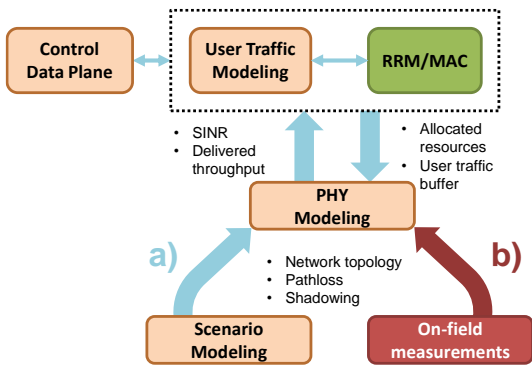 Control
Data Plane
User Traffic
Modeling
RRM/MAC
• SINR
• Delivered
throughput
• Allocated
resources
• User traffic
buffer
PHY
Modeling
a)
• Network topology
• Pathloss
• Shadowing
b)
Scenario
Modeling
On-field
measurements